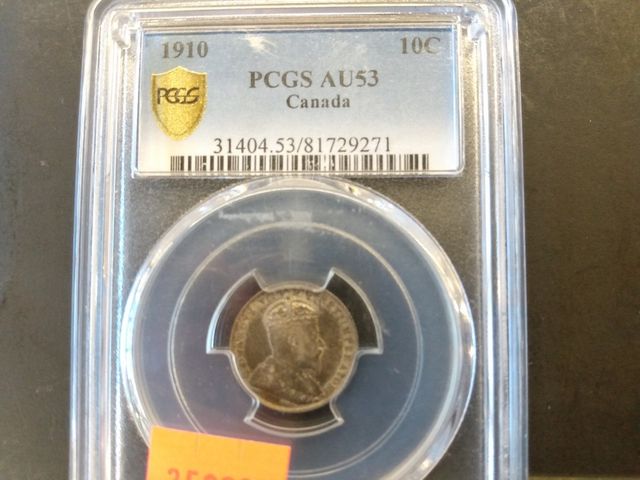 1910 10C
PCGS
PCGS AU53
Canada
31404.53/81729271